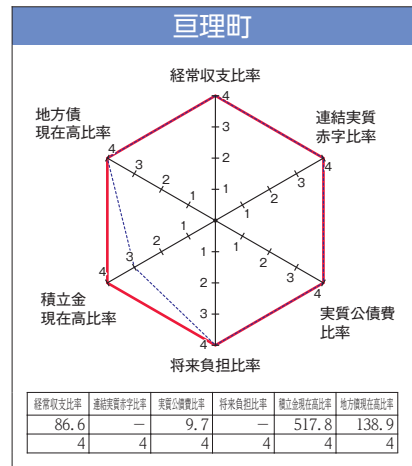 亘理町
経常収支比率
地方債
現在高比率
連結実質
赤字比率
4
3
2
1
4
3
2
1
1
2
3
4
4
3
2
1
1
2
3
4
1
2
3
4
積立金
現在高比率
実質公債費
比率
将来負担比率
経常収支比率 連結実質赤字比率 実質公債費比率 将来負担比率 積立金現在高比率 地方債現在高比率
86.6 － 9.7 － 517.8 138.9
4 4 4 4 4 4